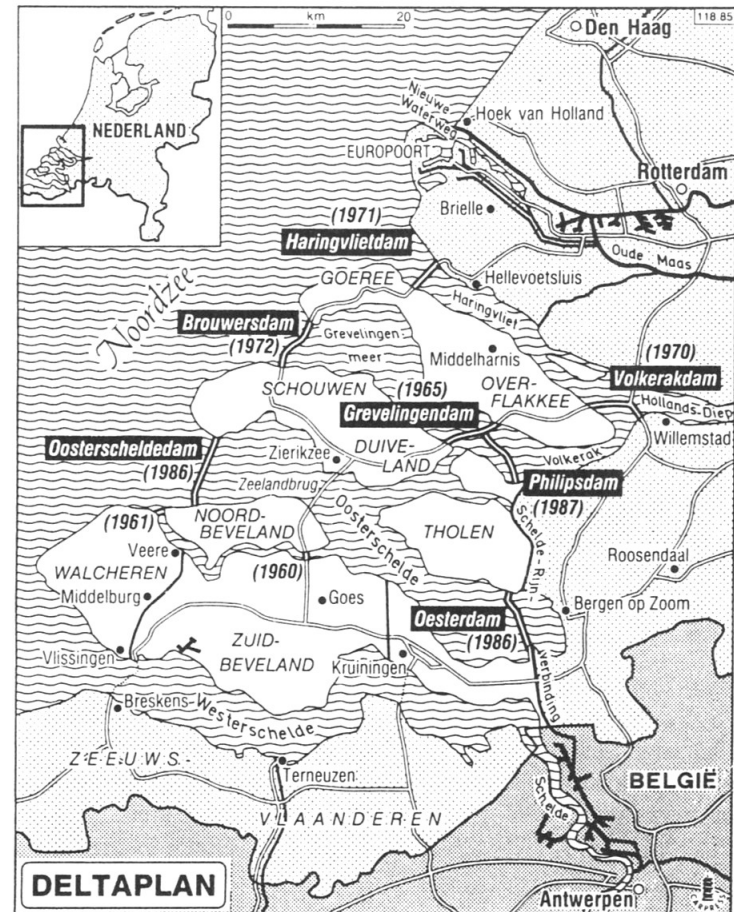 km
0 20
118 85
Den Haag
NEDERLAND
Nieuwe
Waterweg
Hoek van Holland
EUROPOORT
Rotterdam
Brielle
(1971)
Haringvlietdam
Oude Maas
GOEREE
Hellevoetsluis
Haringvliet
Noordzee
Brouwersdam
(1972)
Grevelingen-
meer
Middelharnis
(1970)
Volkerakdam
SCHOUWEN
(1965)
OVER-
FLAKKEE
Grevelingendam
Hollands-Diep
Willemstad
Oosterscheldedam
(1986)
Zierikzee
DUIVE-
LAND
Volkerak
Zeelandbrug
Philipsdam
(1987)
(1961)
NOORD-
BEVELAND
Oosterschelde
THOLEN
Schelde-Rijn-
verbinding
Veere
WALCHEREN
(1960)
Roosendaal
Middelburg
Goes
Oesterdam
(1986)
Bergen op Zoom
Vlissingen
ZUID-
BEVELAND
Kruiningen
Breskens
Westerschelde
ZEEUWS-
Terneuzen
VLAANDEREN
BELGIË
Schelde
DELTAPLAN
Antwerpen